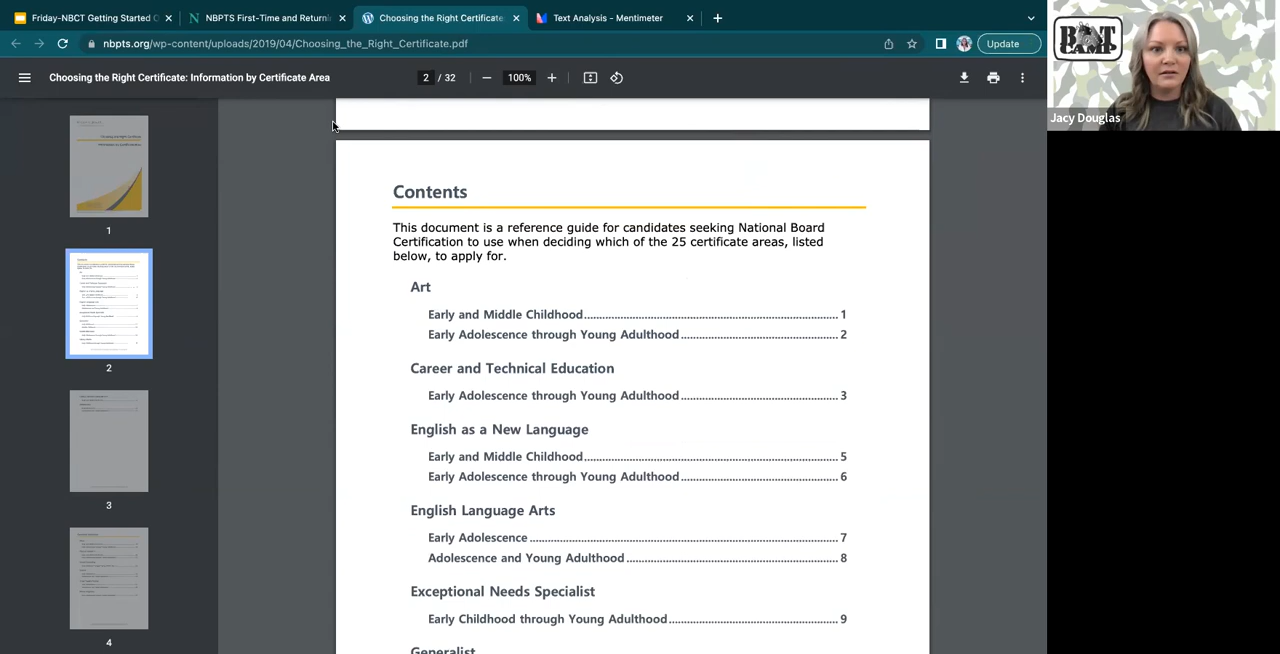 Friday-NBCT Getting Started
NBPTS First-Time and Return
Choosing the Right Certificate
Text Analysis - Mentimeter
nbpts.org/wp-content/uploads/2019/04/Choosing_the_Right_Certificate.pdf
Update
Choosing the Right Certificate: Information by Certificate Area
2 / 32
100%
BOOT CAMP
Jacy Douglas
1
2
3
4
Contents
This document is a reference guide for candidates seeking National Board
Certification to use when deciding which of the 25 certificate areas, listed
below, to apply for.
Art
Early and Middle Childhood 1
Early Adolescence through Young Adulthood 2
Career and Technical Education
Early Adolescence through Young Adulthood 3
English as a New Language
Early and Middle Childhood 5
Early Adolescence through Young Adulthood 6
English Language Arts
Early Adolescence 7
Adolescence and Young Adulthood 8
Exceptional Needs Specialist
Early Childhood through Young Adulthood 9
Generalist